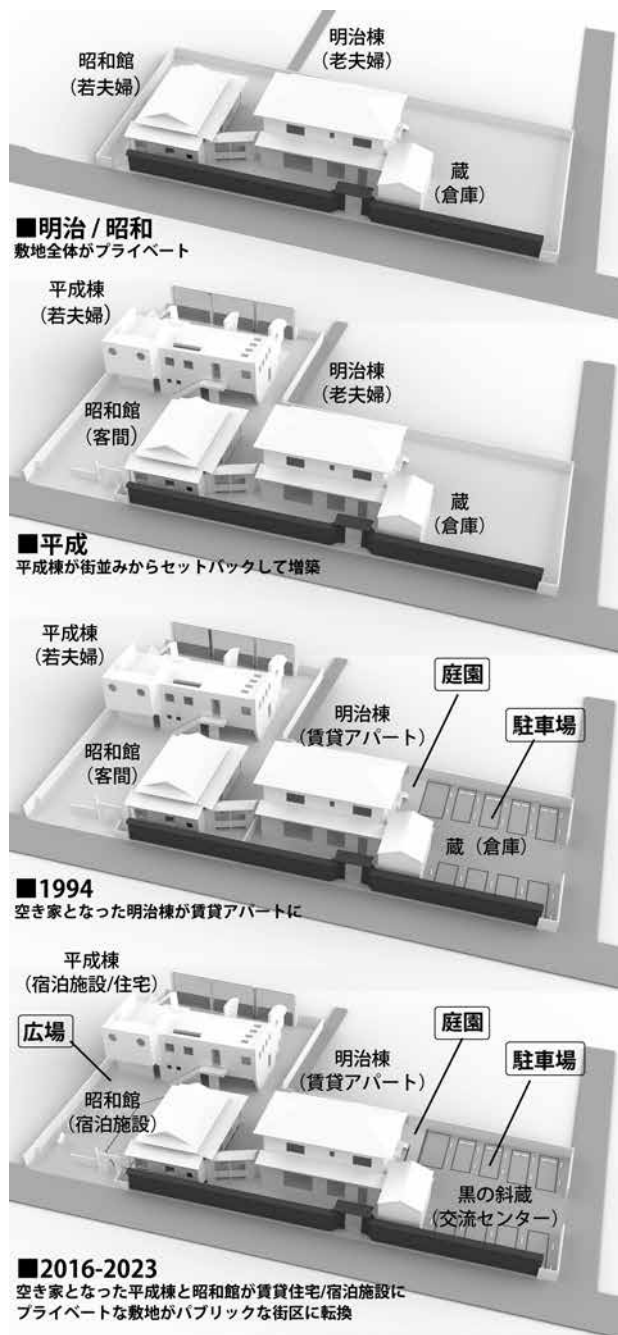 昭和館
(若夫婦)
明治棟
(老夫婦)
蔵
(倉庫)
■明治 / 昭和
敷地全体がプライベート
平成棟
(若夫婦)
明治棟
(老夫婦)
昭和館
(客間)
蔵
(倉庫)
■平成
平成棟が街並みからセットバックして増築
平成棟
(若夫婦)
庭園
明治棟
(賃貸アパート)
駐車場
昭和館
(客間)
蔵（倉庫）
■1994
空き家となった明治棟が賃貸アパートに
平成棟
(宿泊施設/住宅)
広場
庭園
明治棟
(賃貸アパート)
駐車場
昭和館
(宿泊施設)
黒の斜蔵
(交流センター)
■2016-2023
空き家となった平成棟と昭和館が賃貸住宅/宿泊施設に
プライベートな敷地がパブリックな街区に転換